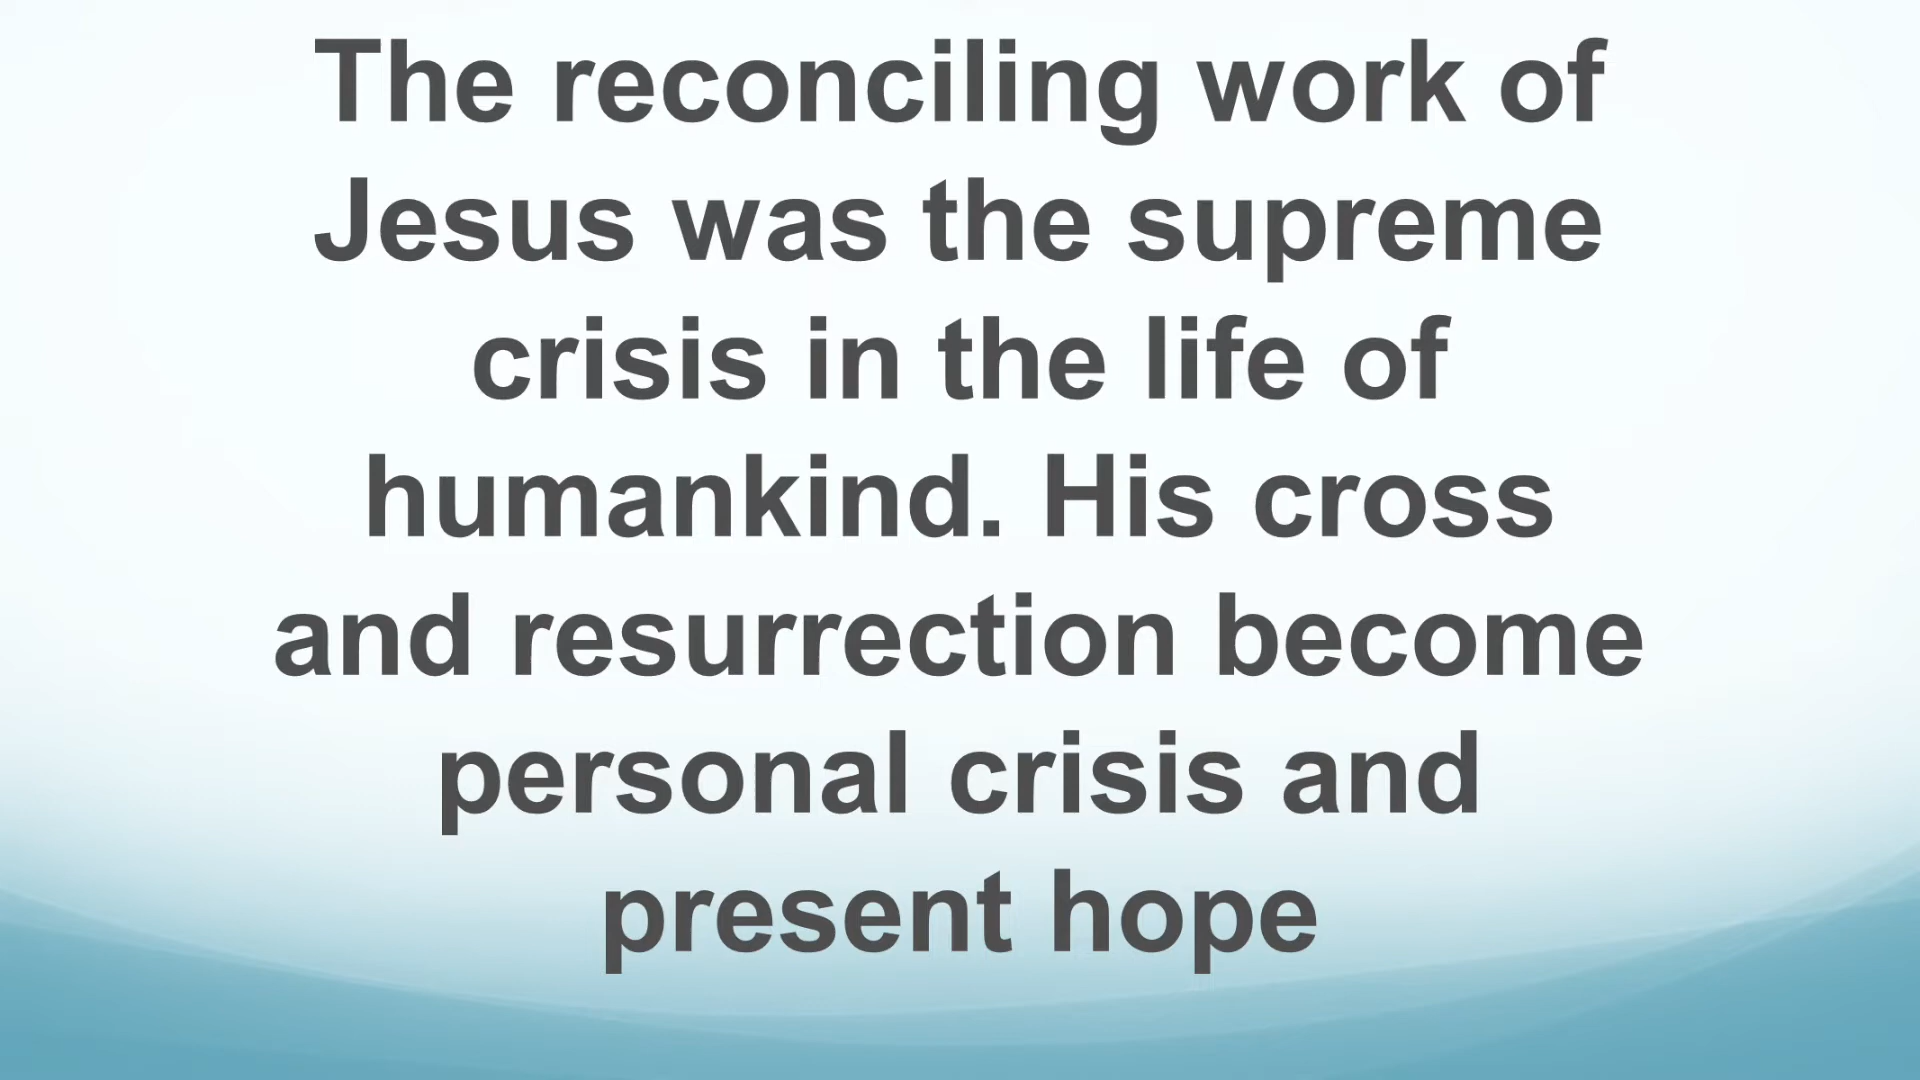 The reconciling work of
Jesus was the supreme
crisis in the life of
humankind. His cross
and resurrection become
personal crisis and
present hope